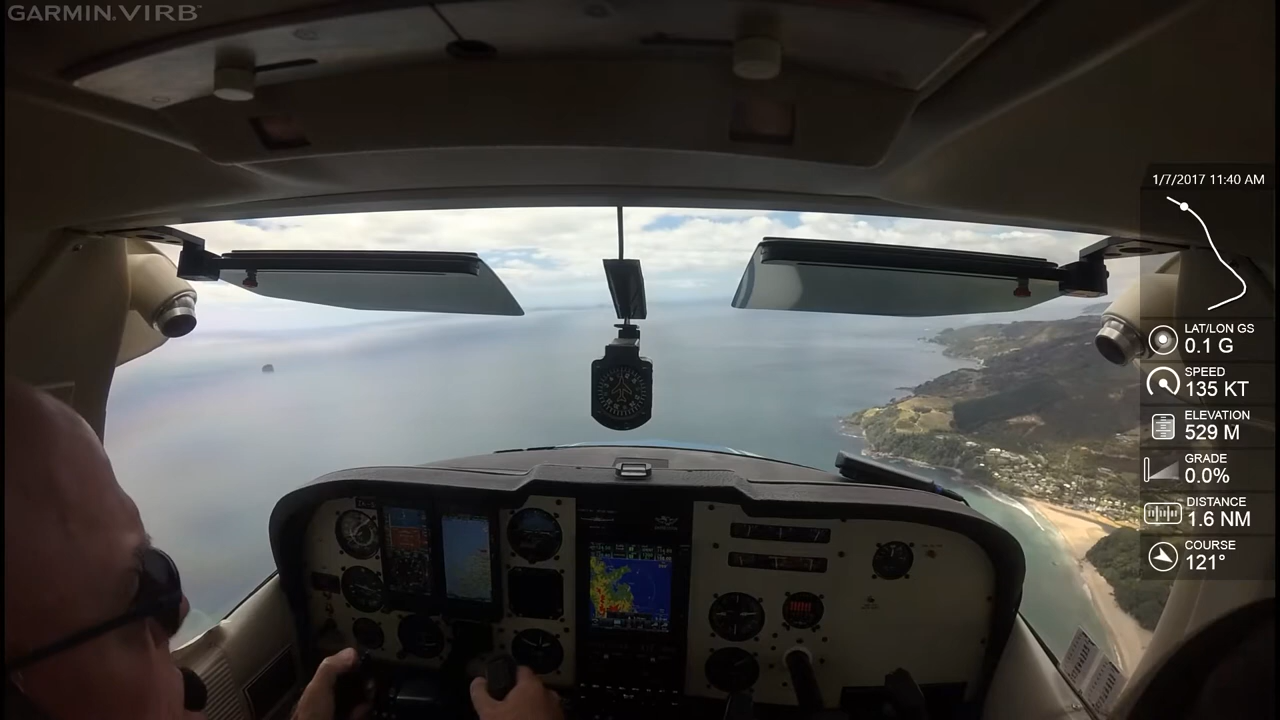 GARMIN.VIRB
1/7/2017 11:40 AM
LAT/LON GS
0.1 G
SPEED
135 KT
ELEVATION
529 M
GRADE
0.0%
DISTANCE
1.6 NM
COURSE
121°